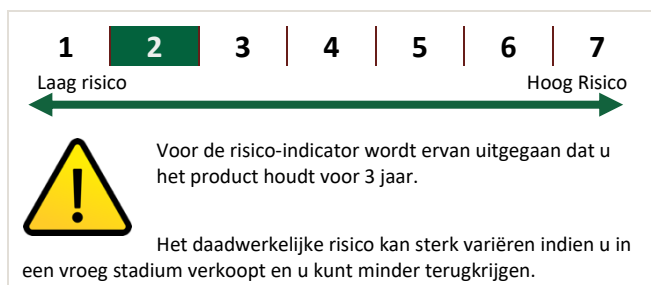 1 2 3 4 5 6 7
Laag risico Hoog Risico
Voor de risico-indicator wordt ervan uitgegaan dat u
het product houdt voor 3 jaar.
Het daadwerkelijke risico kan sterk variëren indien u in
een vroeg stadium verkoopt en u kunt minder terugkrijgen.